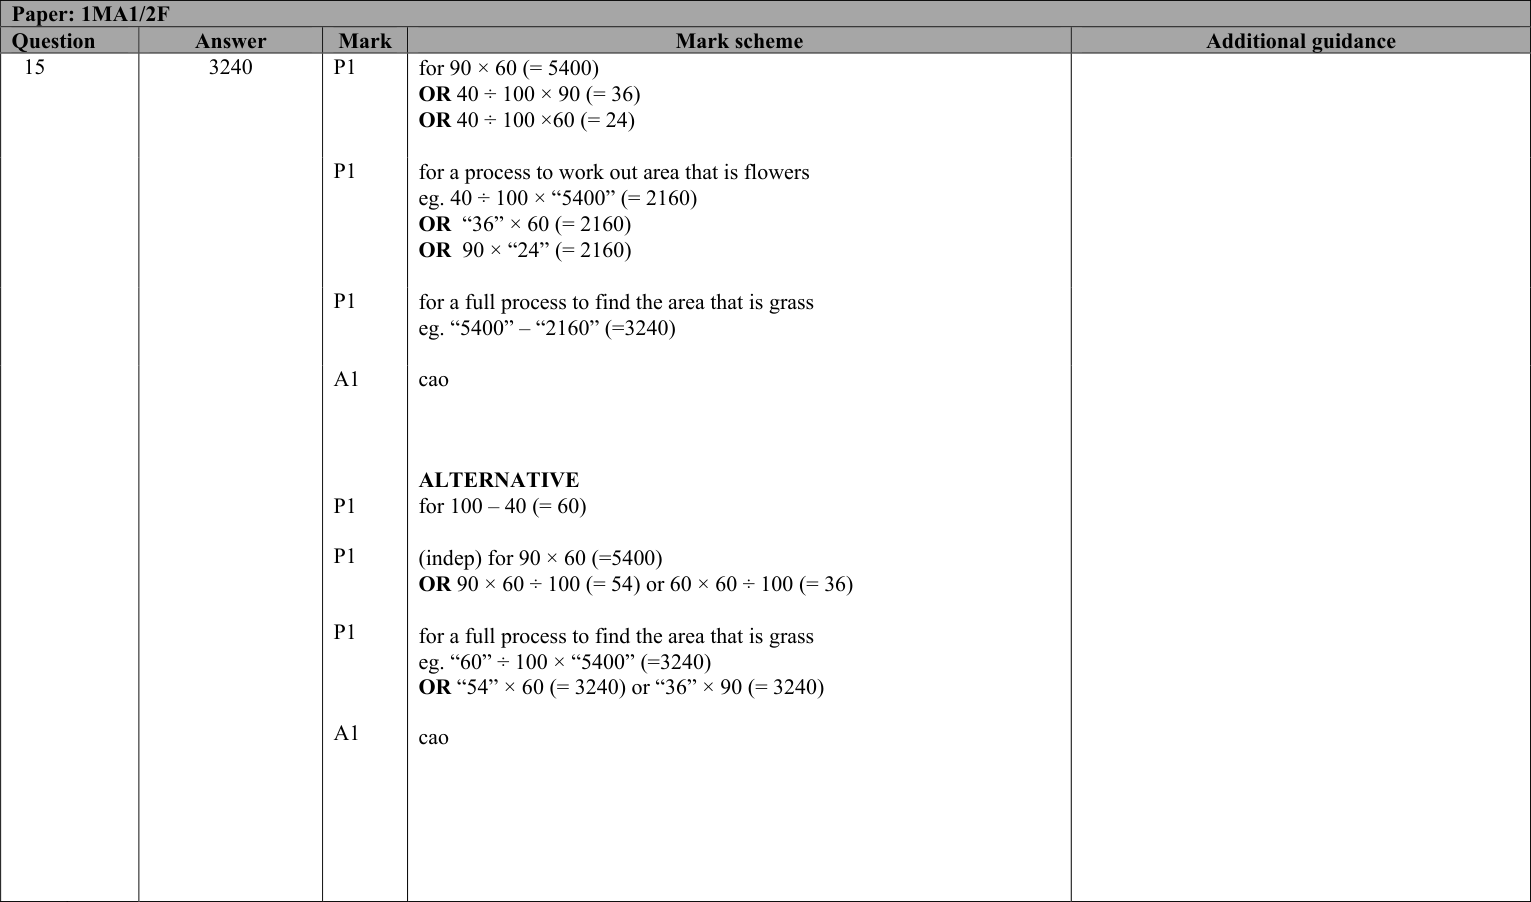 Paper: 1MA1/2F
Question Answer Mark Mark scheme Additional guidance
15 3240 P1 for 90 × 60 (= 5400)
OR 40 ÷ 100 × 90 (= 36)
OR 40 ÷ 100 ×60 (= 24)
P1 for a process to work out area that is flowers
eg. 40 ÷ 100 × “5400” (= 2160)
OR “36” × 60 (= 2160)
OR 90 × “24” (= 2160)
P1 for a full process to find the area that is grass
eg. “5400” – “2160” (=3240)
A1 cao
ALTERNATIVE
P1 for 100 – 40 (= 60)
P1 (indep) for 90 × 60 (=5400)
OR 90 × 60 ÷ 100 (= 54) or 60 × 60 ÷ 100 (= 36)
P1 for a full process to find the area that is grass
eg. “60” ÷ 100 × “5400” (=3240)
OR “54” × 60 (= 3240) or “36” × 90 (= 3240)
A1 cao